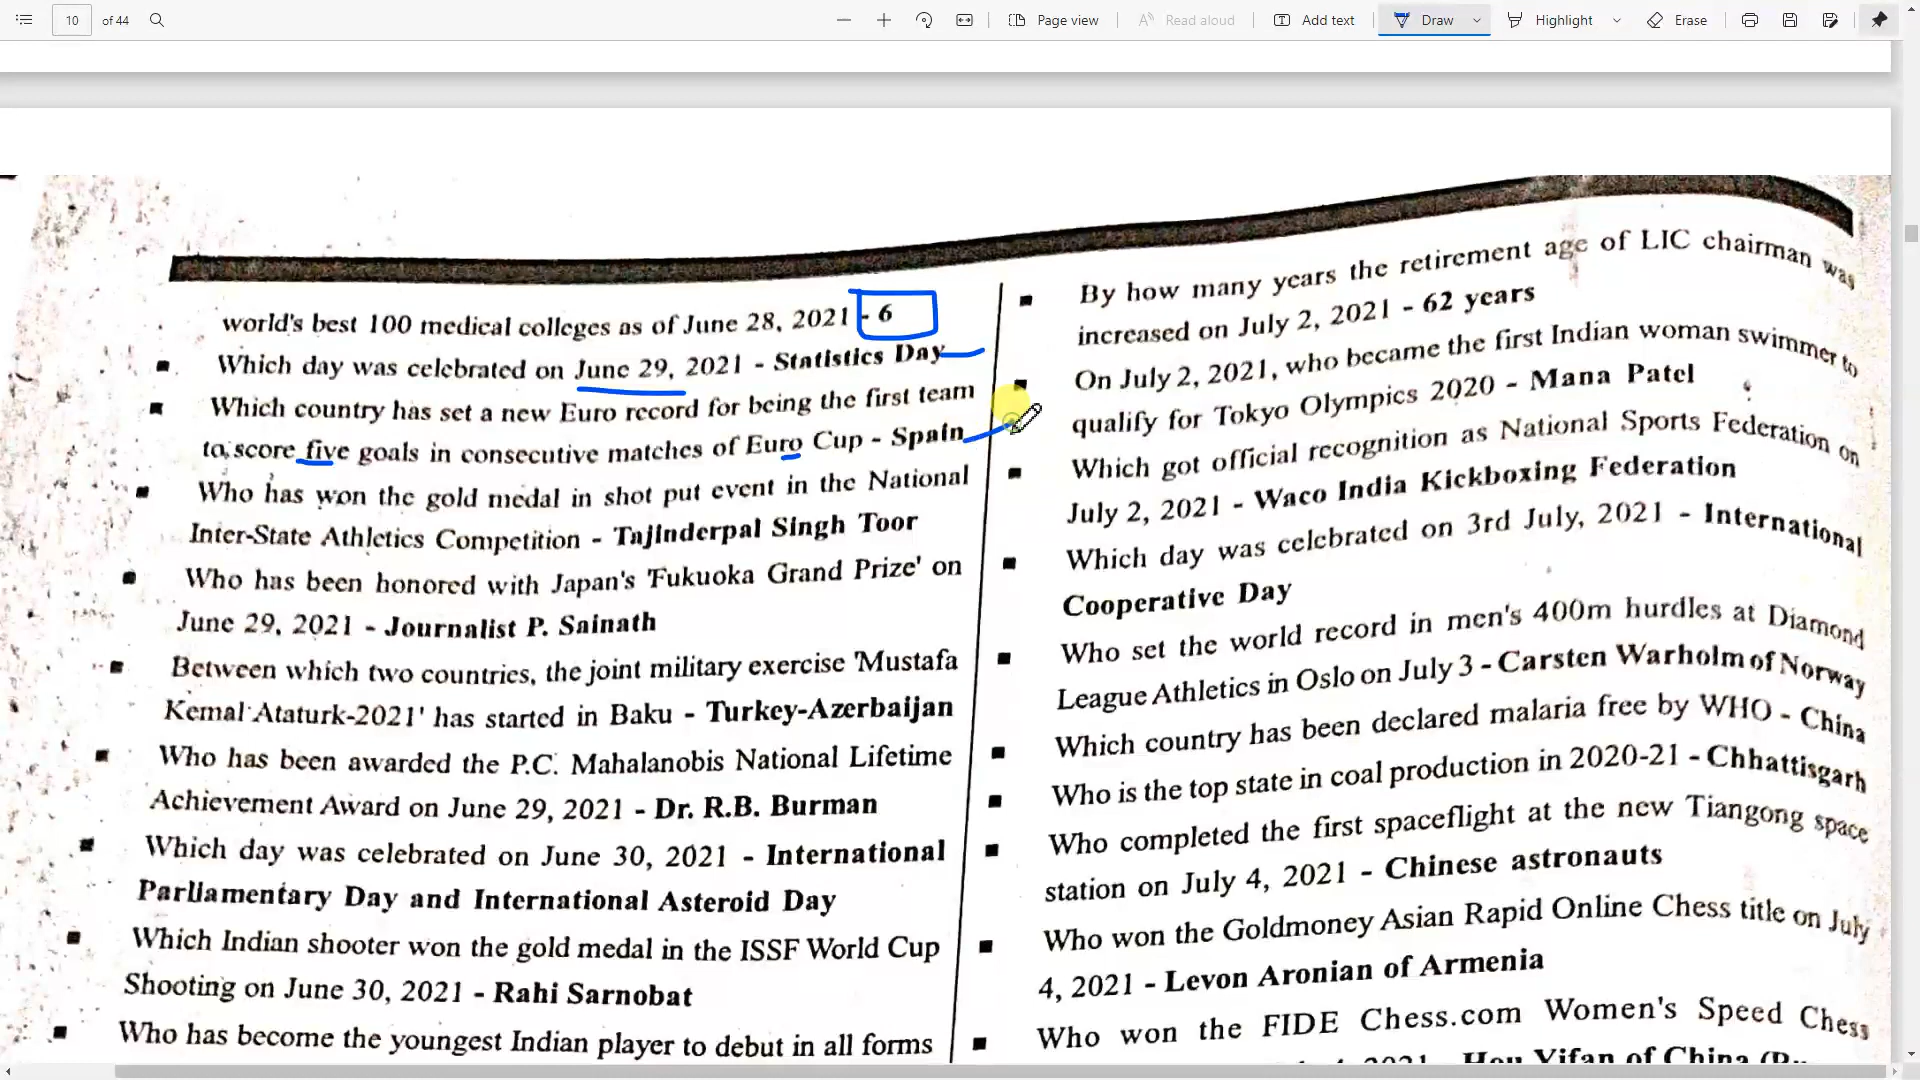 10 of 44
Page view
Read aloud
Add text
Draw
Highlight
Erase
world's best 100 medical colleges as of June 28, 2021 - 6
Which day was celebrated on June 29, 2021 - Statistics Day
Which country has set a new Euro record for being the first team
to score five goals in consecutive matches of Euro Cup - Spain
Who has won the gold medal in shot put event in the National
Inter-State Athletics Competition - Tajinderpal Singh Toor
Who has been honored with Japan's 'Fukuoka Grand Prize' on
June 29, 2021 - Journalist P. Sainath
Between which two countries, the joint military exercise 'Mustafa
Kemal Ataturk-2021' has started in Baku - Turkey-Azerbaijan
Who has been awarded the P.C. Mahalanobis National Lifetime
Achievement Award on June 29, 2021 - Dr. R.B. Burman
Which day was celebrated on June 30, 2021 - International
Parliamentary Day and International Asteroid Day
Which Indian shooter won the gold medal in the ISSF World Cup
Shooting on June 30, 2021 - Rahi Sarnobat
Who has become the youngest Indian player to debut in all forms
By how many years the retirement age of LIC chairman was
increased on July 2, 2021 - 62 years
On July 2, 2021, who became the first Indian woman swimmer to
qualify for Tokyo Olympics 2020 - Mana Patel
Which got official recognition as National Sports Federation on
July 2, 2021 - Waco India Kickboxing Federation
Which day was celebrated on 3rd July, 2021 - International
Cooperative Day
Who set the world record in men's 400m hurdles at Diamond
League Athletics in Oslo on July 3 - Carsten Warholm of Norway
Which country has been declared malaria free by WHO - China
Who is the top state in coal production in 2020-21 - Chhattisgarh
Who completed the first spaceflight at the new Tiangong space
station on July 4, 2021 - Chinese astronauts
Who won the Goldmoney Asian Rapid Online Chess title on July
4, 2021 - Levon Aronian of Armenia
Who won the FIDE Chess.com Women's Speed Chess
4, 2021 - Hou Yifan of China